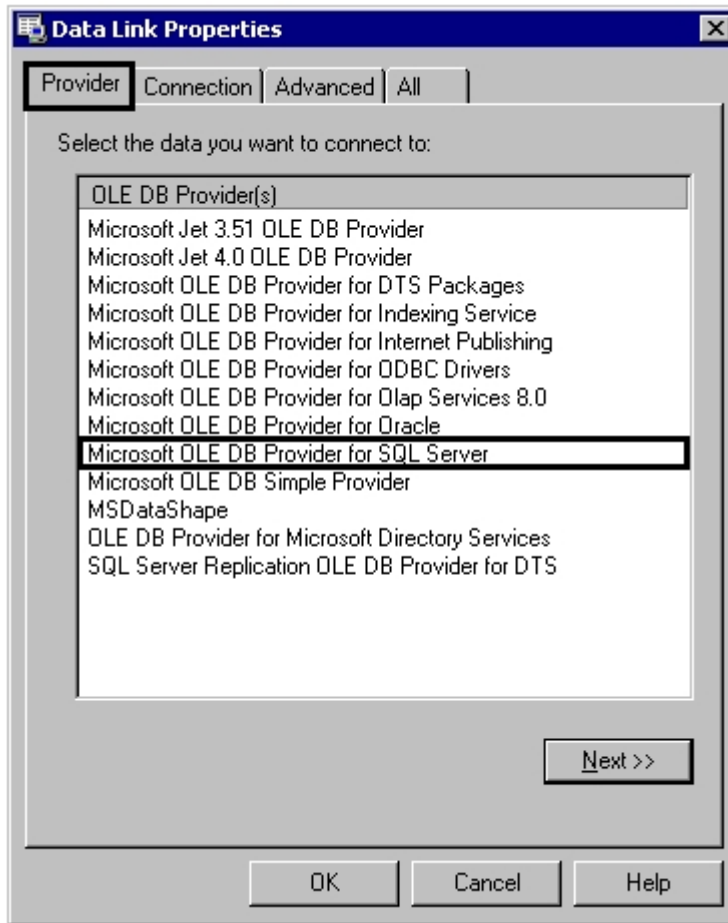 Data Link Properties
Provider Connection Advanced All
Select the data you want to connect to:
OLE DB Provider(s)
Microsoft Jet 3.51 OLE DB Provider
Microsoft Jet 4.0 OLE DB Provider
Microsoft OLE DB Provider for DTS Packages
Microsoft OLE DB Provider for Indexing Service
Microsoft OLE DB Provider for Internet Publishing
Microsoft OLE DB Provider for ODBC Drivers
Microsoft OLE DB Provider for Olap Services 8.0
Microsoft OLE DB Provider for Oracle
Microsoft OLE DB Provider for SQL Server
Microsoft OLE DB Simple Provider
MSDataShape
OLE DB Provider for Microsoft Directory Services
SQL Server Replication OLE DB Provider for DTS
Next >>
OK Cancel Help